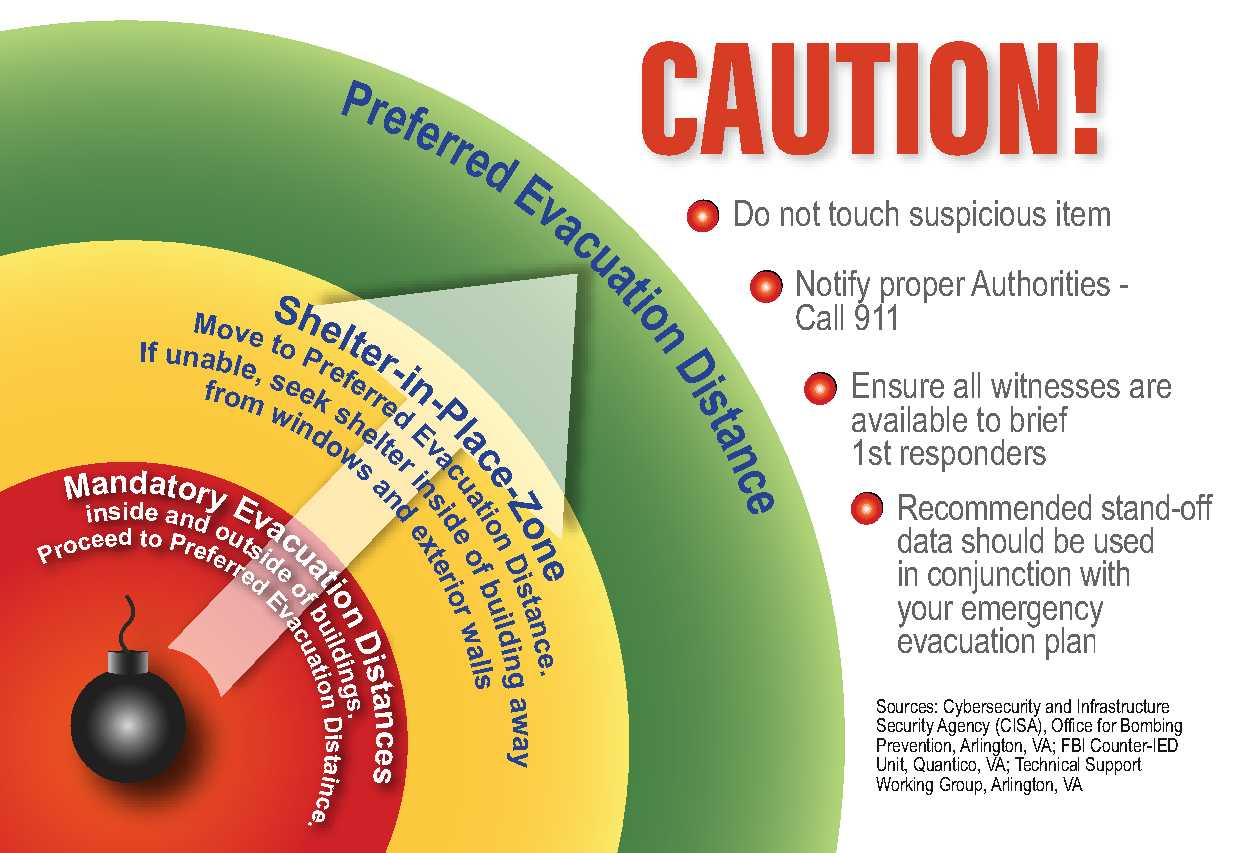 CAUTION!
Preferred Evacuation Distance
Shelter-in-Place-Zone
Move to Preferred Evacuation Distance.
If unable, seek shelter inside of building away
from windows and exterior walls
Mandatory Evacuation Distances
inside and outside of buildings.
Proceed to Preferred Evacuation Distaince.
Do not touch suspicious item
Notify proper Authorities -
Call 911
Ensure all witnesses are
available to brief
1st responders
Recommended stand-off
data should be used
in conjunction with
your emergency
evacuation plan
Sources: Cybersecurity and Infrastructure
Security Agency (CISA), Office for Bombing
Prevention, Arlington, VA; FBI Counter-IED
Unit, Quantico, VA; Technical Support
Working Group, Arlington, VA